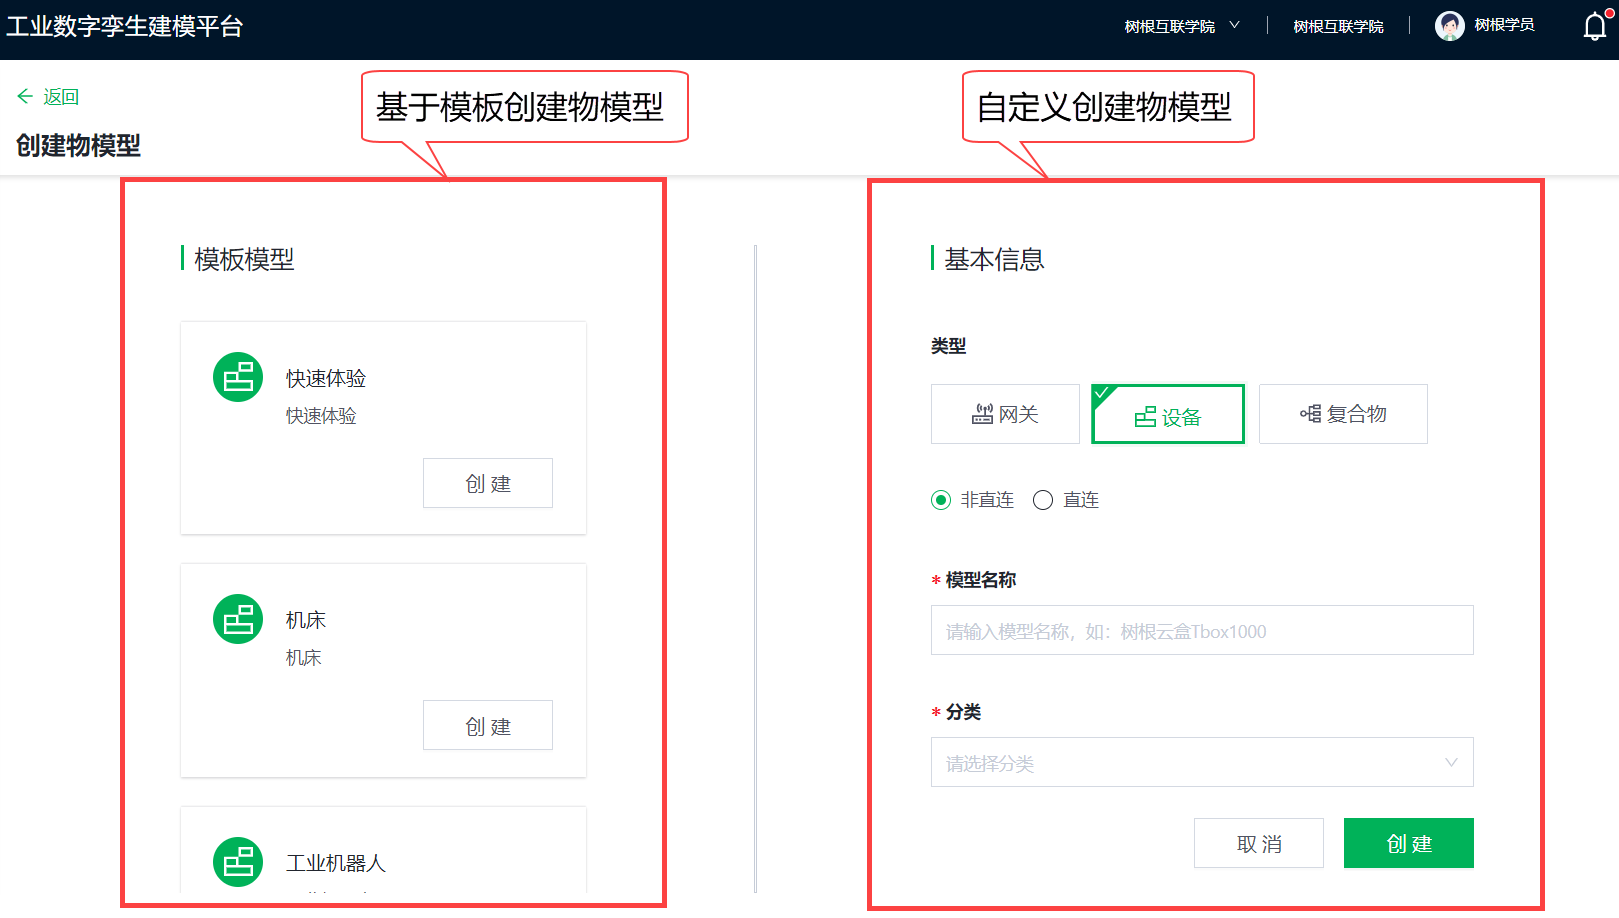 工业数字孪生建模平台
树根互联学院
树根互联学院
树根学员
返回
创建物模型
基于模板创建物模型
自定义创建物模型
模板模型
快速体验
快速体验
创 建
机床
机床
创 建
工业机器人
基本信息
类型
网关
设备
复合物
非直连
直连
* 模型名称
请输入模型名称，如：树根云盒Tbox1000
* 分类
请选择分类
取 消
创 建